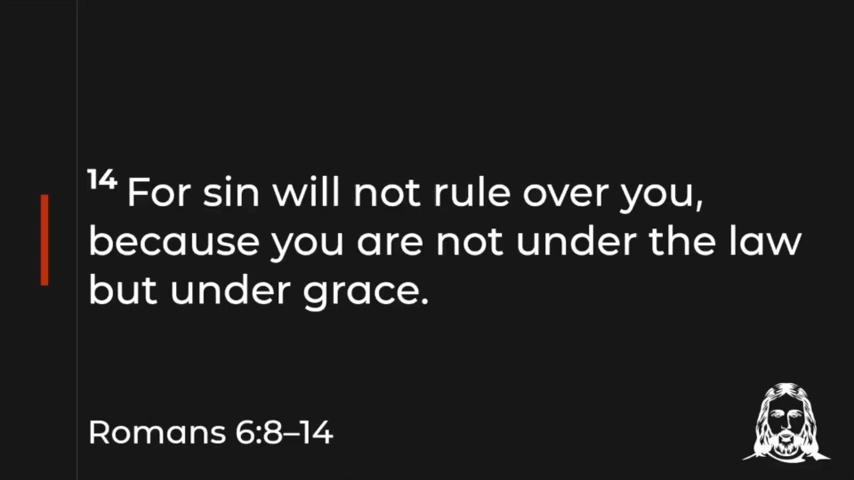 14 For sin will not rule over you,
because you are not under the law
but under grace.
Romans 6:8–14